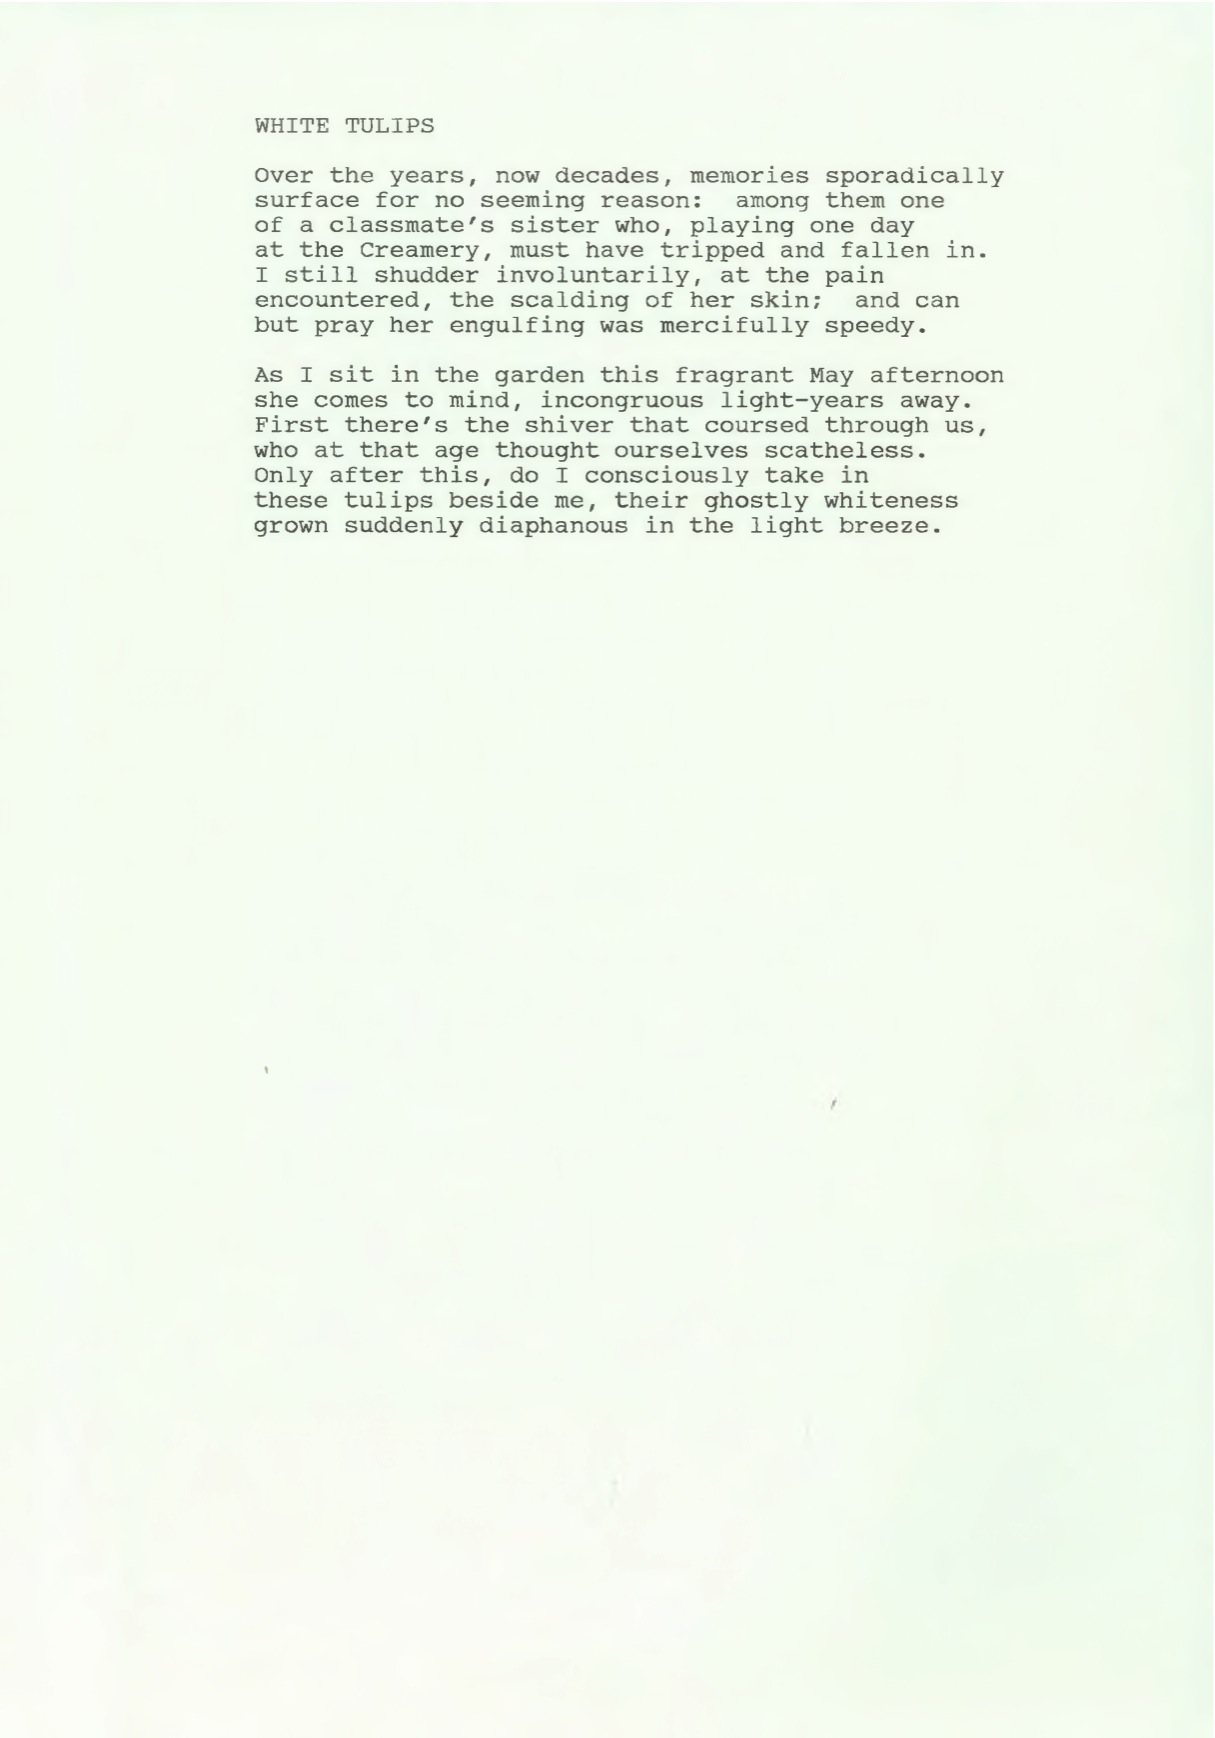 WHITE TULIPS
Over the years, now decades, memories sporadically
surface for no seeming reason:  among them one
of a classmate's sister who, playing one day
at the Creamery, must have tripped and fallen in.
I still shudder involuntarily, at the pain
encountered, the scalding of her skin;  and can
but pray her engulfing was mercifully speedy.
As I sit in the garden this fragrant May afternoon
she comes to mind, incongruous light-years away.
First there's the shiver that coursed through us,
who at that age thought ourselves scatheless.
Only after this, do I consciously take in
these tulips beside me, their ghostly whiteness
grown suddenly diaphanous in the light breeze.